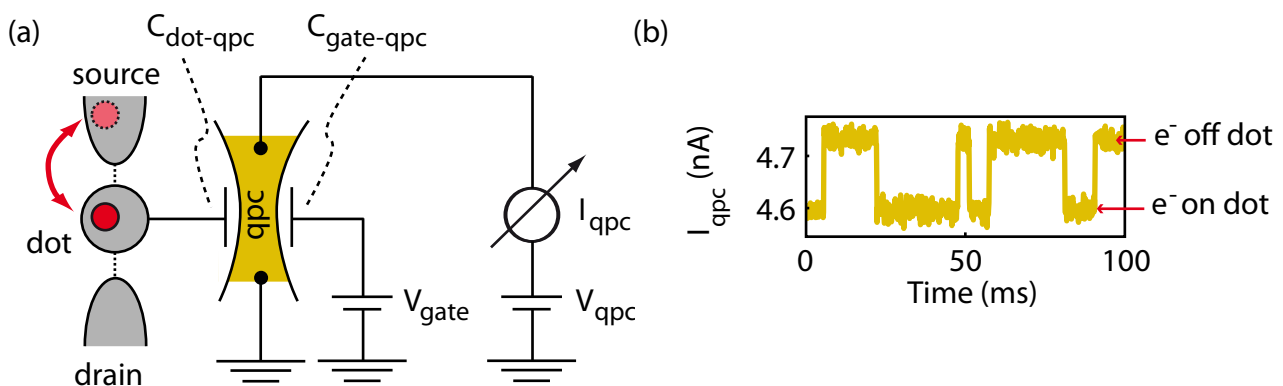 (a)
C_dot-qpc
C_gate-qpc
source
dot
drain
qpc
V_gate
I_qpc
V_qpc
(b)
I_qpc (nA)
4.7
4.6
0
50
100
Time (ms)
e⁻ off dot
e⁻ on dot